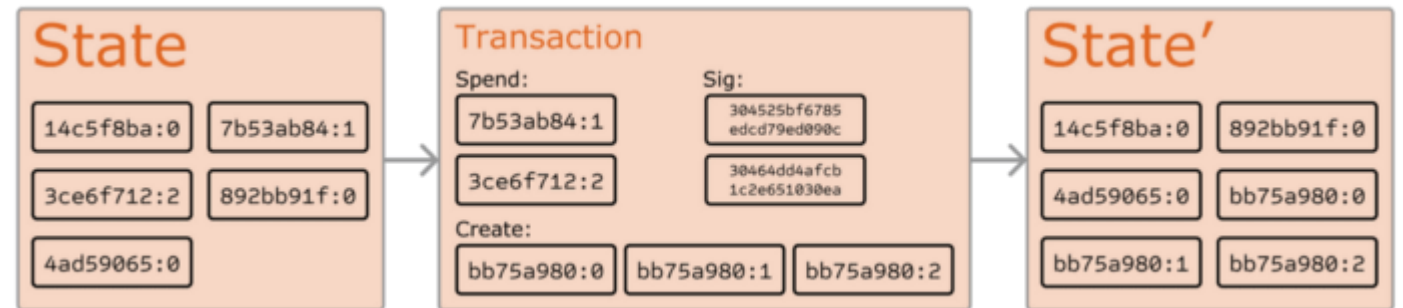 State
14c5f8ba:0 7b53ab84:1
3ce6f712:2 892bb91f:0
4ad59065:0
Transaction
Spend: Sig:
7b53ab84:1
304525bf6785
edcd79ed090c
3ce6f712:2
30464dd4afcb
1c2e651030ea
Create:
bb75a980:0 bb75a980:1 bb75a980:2
State’
14c5f8ba:0 892bb91f:0
4ad59065:0 bb75a980:0
bb75a980:1 bb75a980:2